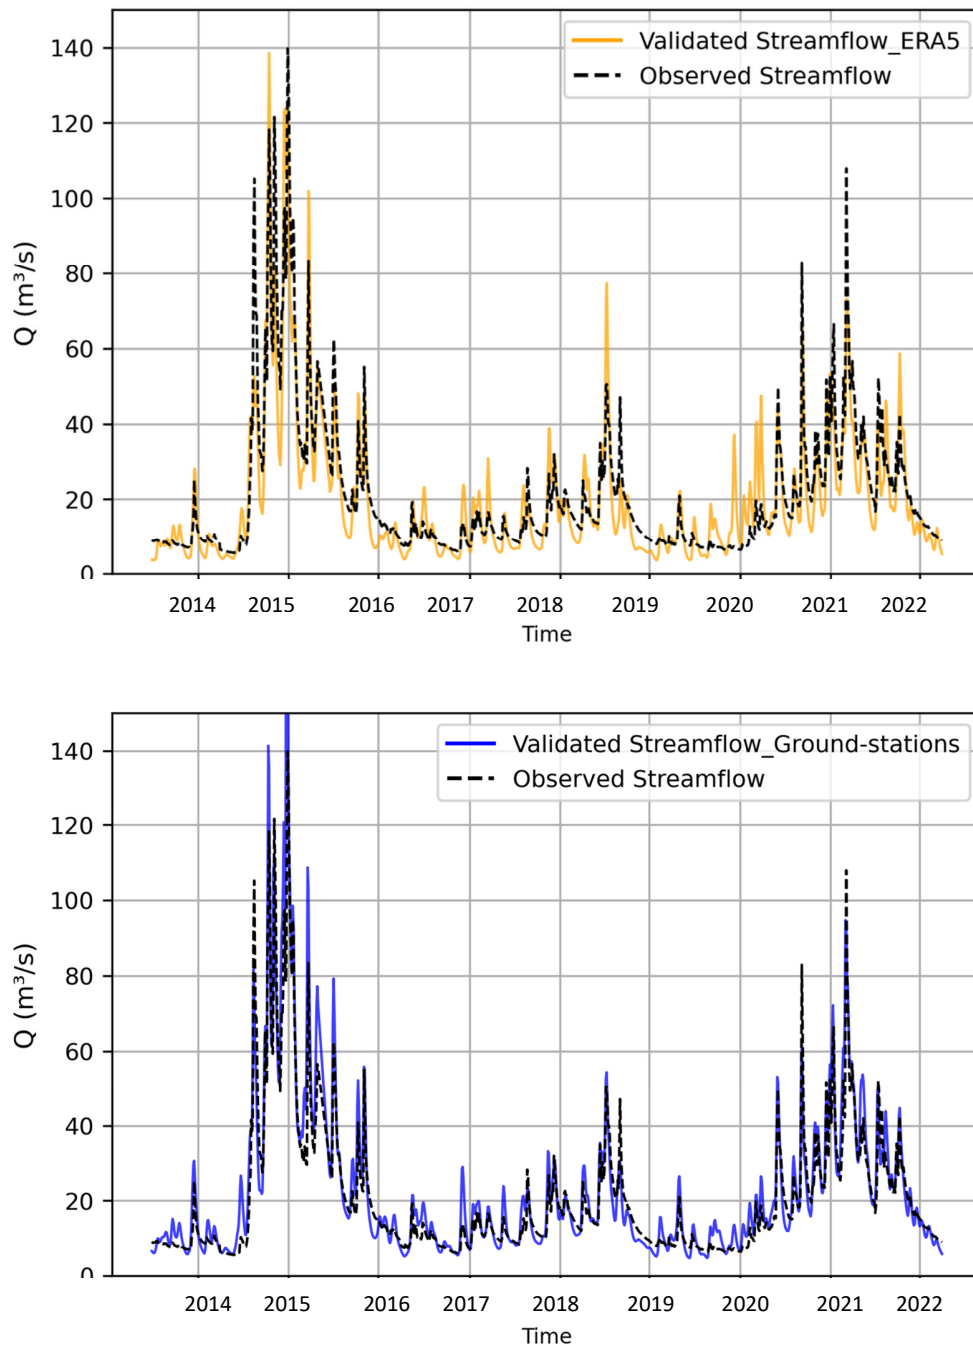 Validated Streamflow_ERA5
Observed Streamflow
140
120
100
80
60
40
20
0
Q (m³/s)
2014 2015 2016 2017 2018 2019 2020 2021 2022
Time
Validated Streamflow_Ground-stations
Observed Streamflow
140
120
100
80
60
40
20
0
Q (m³/s)
2014 2015 2016 2017 2018 2019 2020 2021 2022
Time